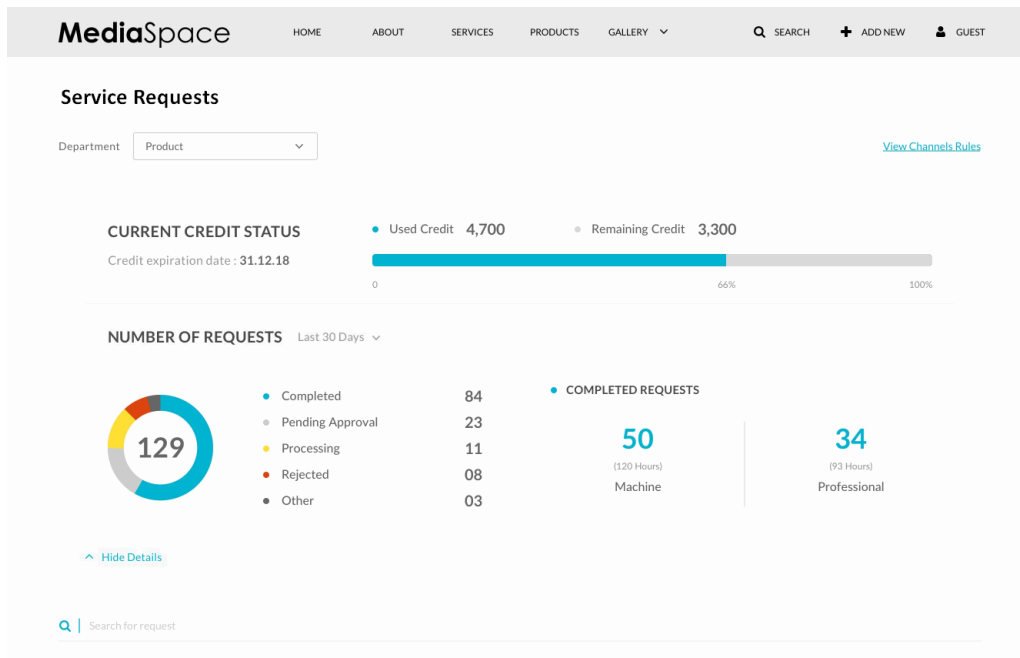 MediaSpace HOME ABOUT SERVICES PRODUCTS GALLERY SEARCH ADD NEW GUEST
Service Requests
Department Product View Channels Rules
CURRENT CREDIT STATUS Used Credit 4,700 Remaining Credit 3,300
Credit expiration date : 31.12.18
0 66% 100%
NUMBER OF REQUESTS Last 30 Days
129
Completed 84
Pending Approval 23
Processing 11
Rejected 08
Other 03
COMPLETED REQUESTS
50 34
(120 Hours) (93 Hours)
Machine Professional
Hide Details
Search for request